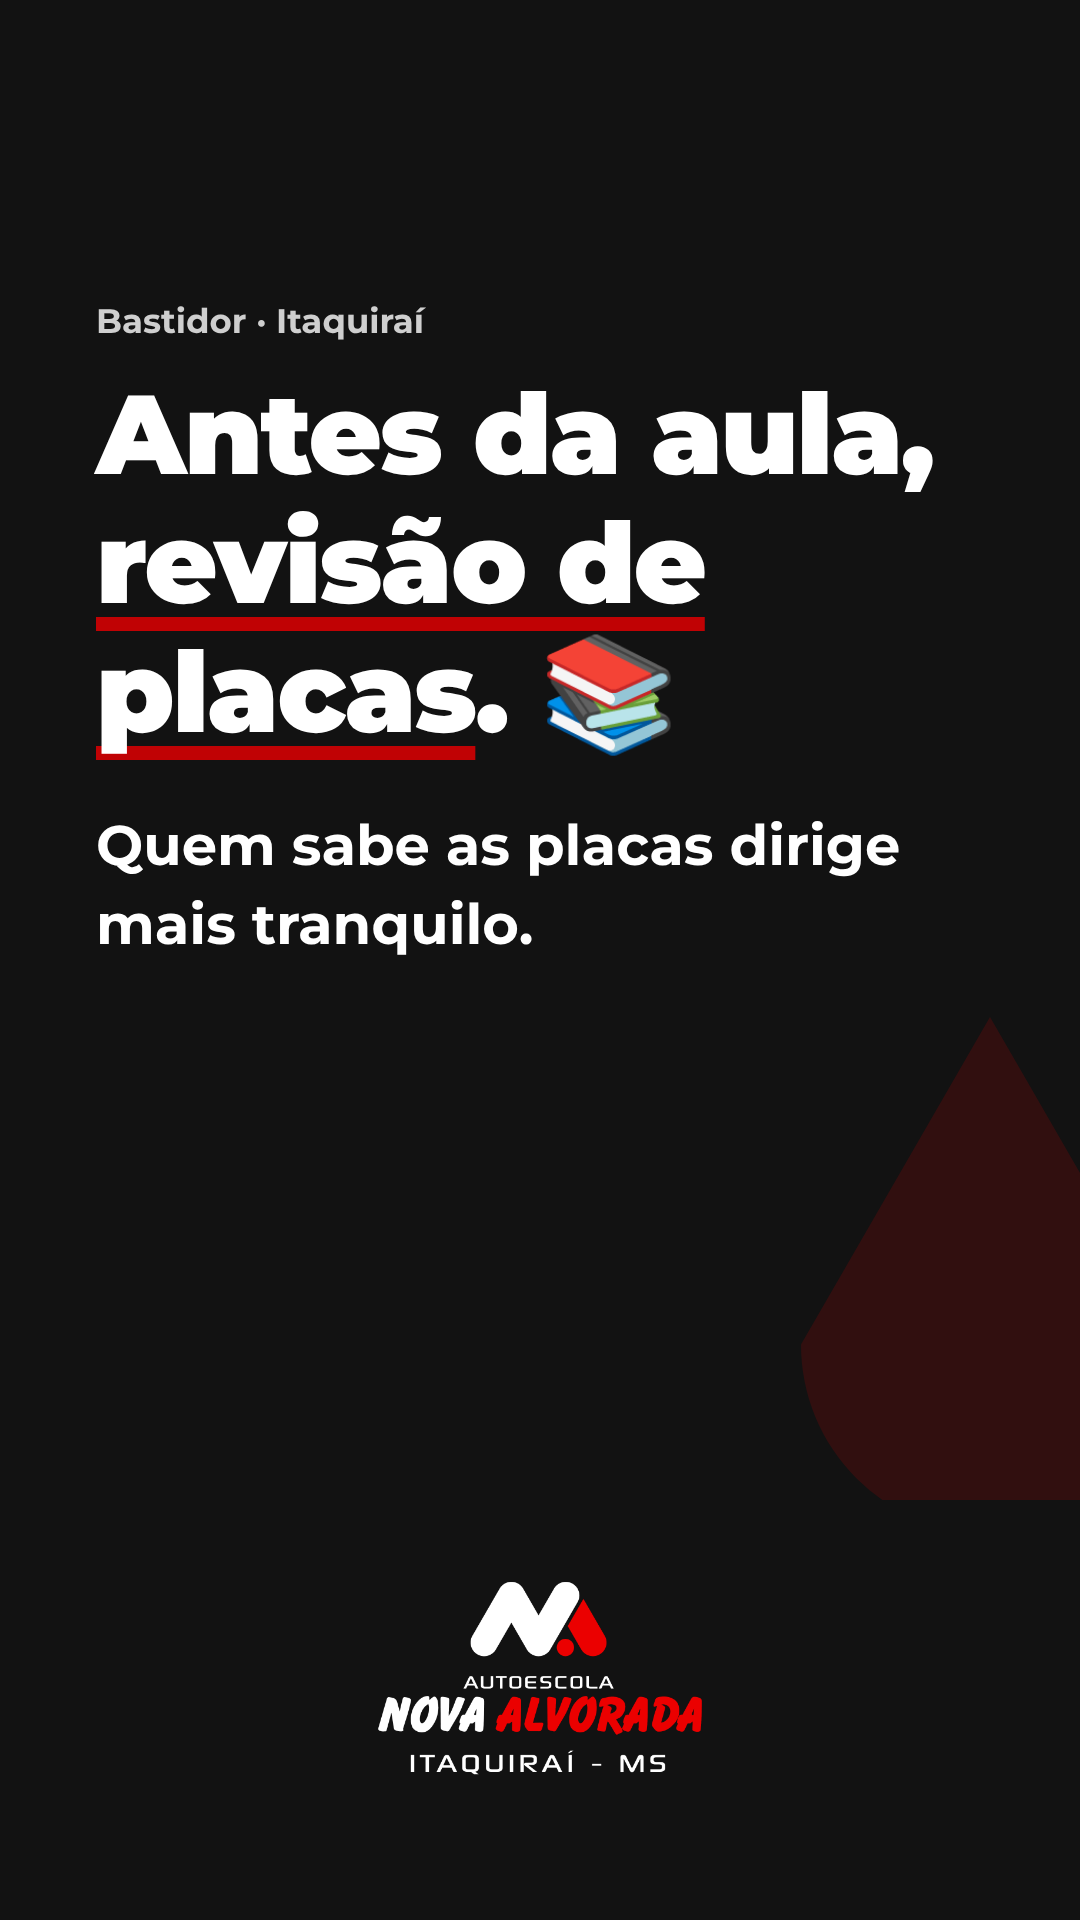 Bastidor · Itaquiraí
Antes da aula,
revisão de
placas. 📚
Quem sabe as placas dirige
mais tranquilo.
AUTOESCOLA
NOVA ALVORADA
ITAQUIRAÍ - MS